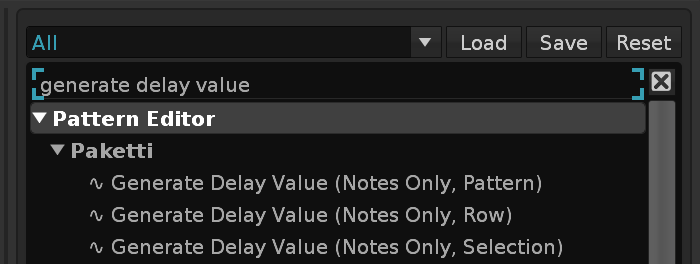 All Load Save Reset
generate delay value
Pattern Editor
Paketti
Generate Delay Value (Notes Only, Pattern)
Generate Delay Value (Notes Only, Row)
Generate Delay Value (Notes Only, Selection)